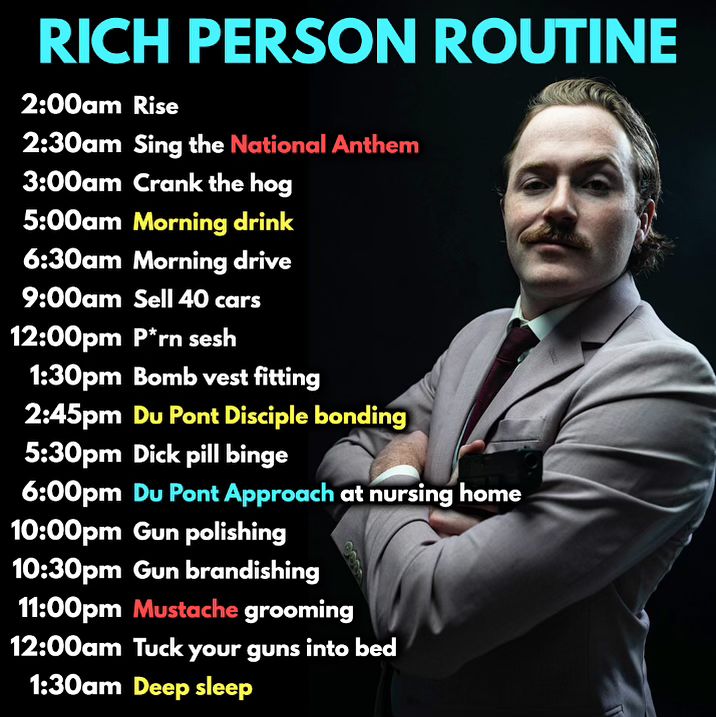 RICH PERSON ROUTINE
2:00am Rise
2:30am Sing the National Anthem
3:00am Crank the hog
5:00am Morning drink
6:30am Morning drive
9:00am Sell 40 cars
12:00pm P*rn sesh
1:30pm Bomb vest fitting
2:45pm Du Pont Disciple bonding
5:30pm Dick pill binge
6:00pm Du Pont Approach at nursing home
10:00pm Gun polishing
10:30pm Gun brandishing
11:00pm Mustache grooming
12:00am Tuck your guns into bed
1:30am Deep sleep